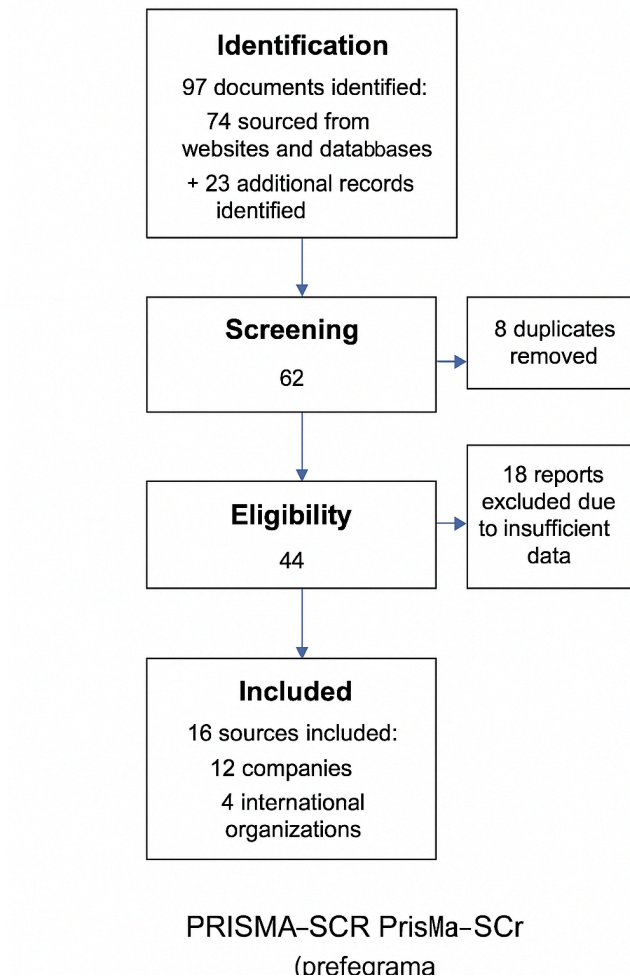 Identification
97 documents identified:
74 sourced from
websites and databbases
+ 23 additional records
identified
Screening
62
8 duplicates
removed
Eligibility
44
18 reports
excluded due
to insufficient
data
Included
16 sources included:
12 companies
4 international
organizations
PRISMA–SCR PrisMa–SCr
(prefegrama